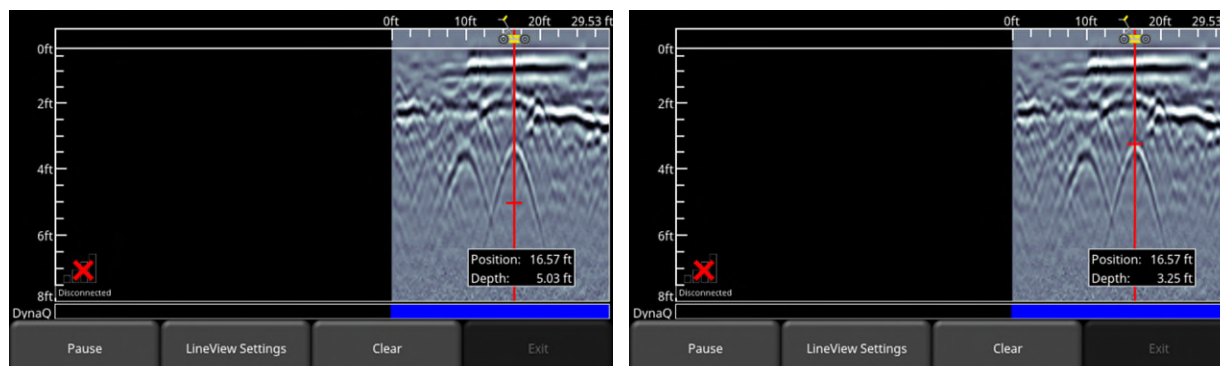 0ft 10ft 20ft 29.53 ft
0ft
2ft
4ft
6ft
Position: 16.57 ft
Depth: 5.03 ft
Disconnected
8ft
DynaQ
Pause LineView Settings Clear Exit
0ft 10ft 20ft 29.53
0ft
2ft
4ft
6ft
Position: 16.57 ft
Depth: 3.25 ft
Disconnected
8ft
DynaQ
Pause LineView Settings Clear Exit